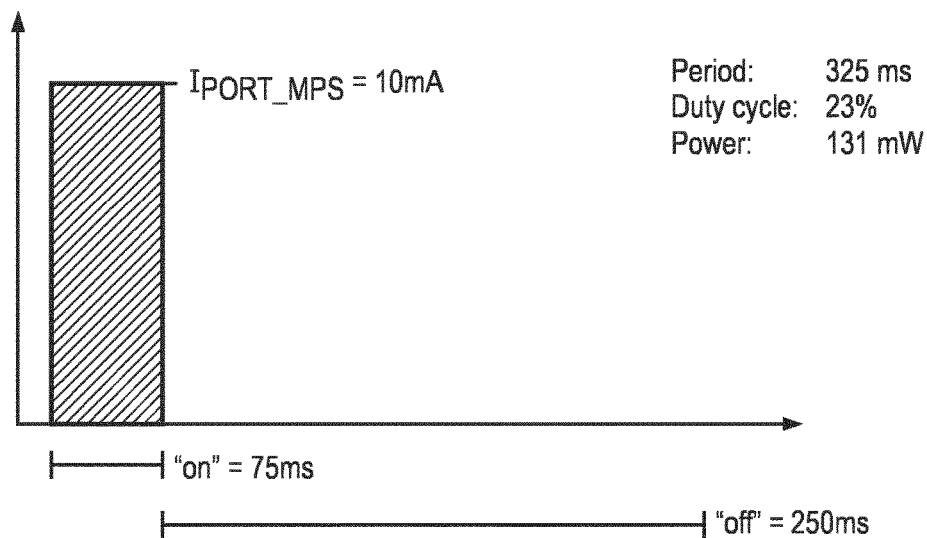 IPORT_MPS = 10mA
Period: 325 ms
Duty cycle: 23%
Power: 131 mW
“on” = 75ms
“off” = 250ms